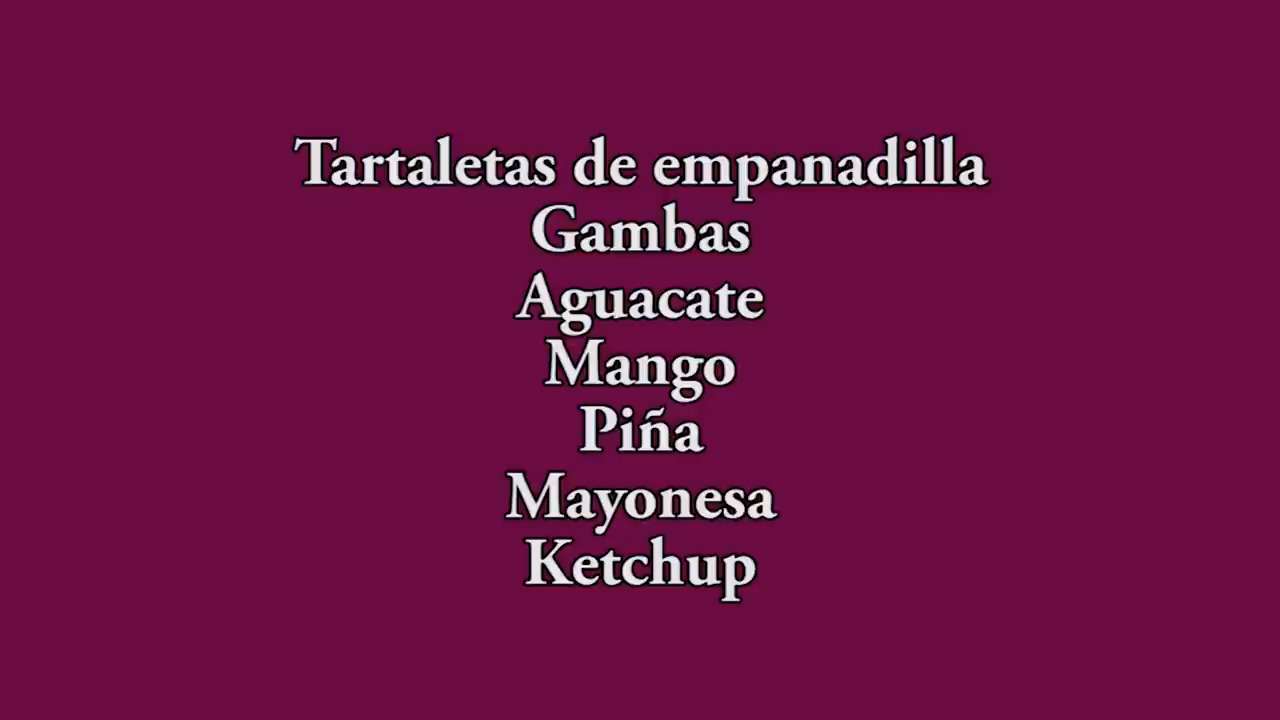 Tartaletas de empanadilla
Gambas
Aguacate
Mango
Piña
Mayonesa
Ketchup